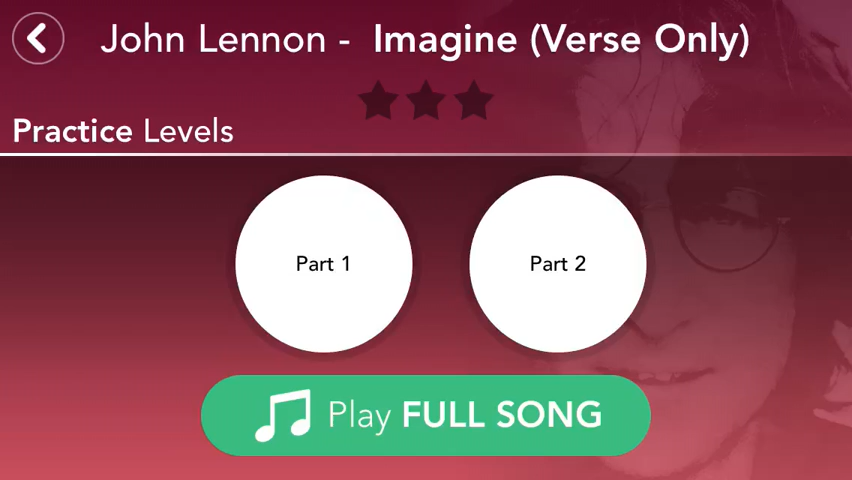 John Lennon - Imagine (Verse Only)
Practice Levels
Part 1
Part 2
Play FULL SONG